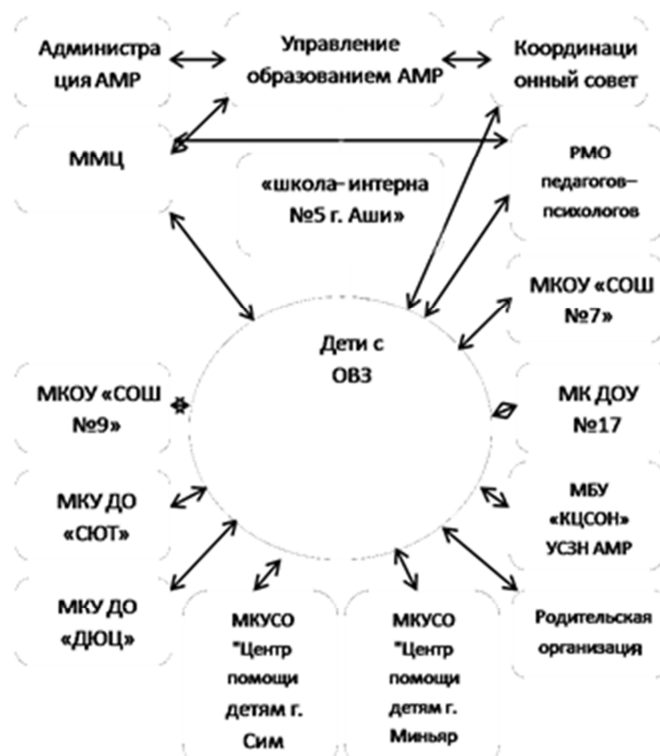 Администра
ция АМР
Управление
образованием АМР
Координаци
онный совет
ММЦ
«школа–интерна
№5 г. Аши»
РМО
педагогов–
психологов
МКОУ «СОШ
№7»
Дети с
ОВЗ
МКОУ «СОШ
№9»
МК ДОУ
№17
МКУ ДО
«СЮТ»
МБУ
«КЦСОН»
УСЗН АМР
МКУ ДО
«ДЮЦ»
МКУСО
"Центр
помощи
детям г.
Сим
МКУСО
"Центр
помощи
детям г.
Миньяр
Родительская
организация